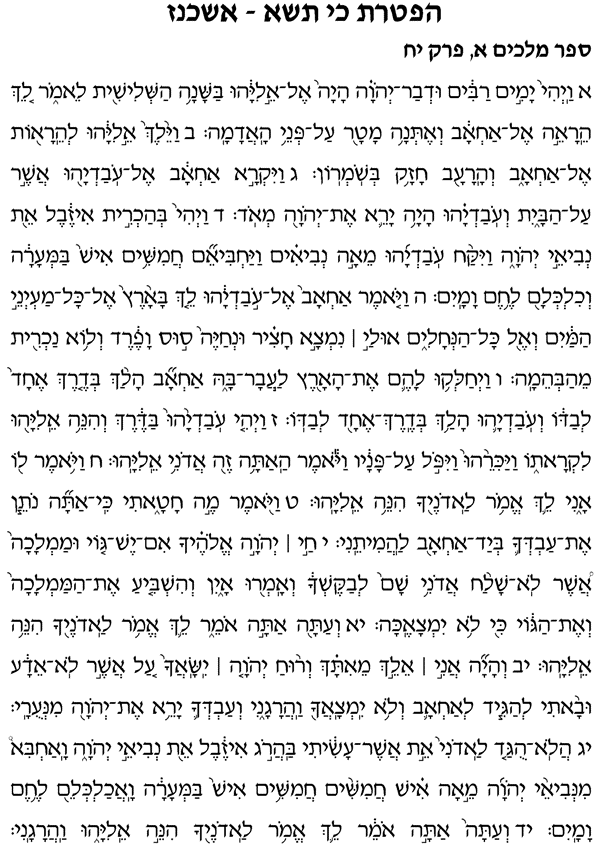 הפטרת כי תשא - אשכנז
ספר מלכים א, פרק יח
א וַיְהִי֙ יָמִ֣ים רַבִּ֔ים וּדְבַר־יְהֹוָ֗ה הָיָה֙ אֶל־אֵ֣לִיָּ֔הוּ בַּשָּׁנָ֥ה הַשְּׁלִישִׁ֖ית לֵאמֹ֑ר לֵ֚ךְ
הֵרָאֵ֣ה אֶל־אַחְאָ֔ב וְאֶתְּנָ֥ה מָטָ֖ר עַל־פְּנֵ֥י הָֽאֲדָמָֽה: ב וַיֵּ֨לֶךְ֙ אֵֽלִיָּ֔הוּ לְהֵֽרָא֖וֹת
אֶל־אַחְאָ֑ב וְהָֽרָעָ֖ב חָזָ֥ק בְּשֹֽׁמְרֽוֹן: ג וַיִּקְרָ֣א אַחְאָ֔ב אֶל־עֹֽבַדְיָ֖הוּ אֲשֶׁ֣ר
עַל־הַבָּ֑יִת וְעֹ֣בַדְיָ֗הוּ הָיָ֥ה יָרֵ֛א אֶת־יְהֹוָ֖ה מְאֹֽד: ד וַיְהִי֙ בְּהַכְרִ֣ית אִיזֶ֔בֶל אֵ֖ת
נְבִיאֵ֣י יְהֹוָ֑ה וַיִּקַּ֨ח עֹֽבַדְיָ֜הוּ מֵאָ֣ה נְבִיאִ֗ים וַיַּחְבִּיאֵ֞ם חֲמִשִּׁ֥ים אִישׁ֙ בַּמְּעָרָ֔ה
וְכִלְכְּלָ֖ם לֶ֥חֶם וָמָֽיִם: ה וַיֹּ֤אמֶר אַחְאָב֙ אֶל־עֹ֣בַדְיָ֔הוּ לֵ֤ךְ בָּאָ֨רֶץ֙ אֶל־כָּל־מַעְיְנֵ֣י
הַמַּ֔יִם וְאֶ֖ל כָּל־הַנְּחָלִ֑ים אוּלַ֣י | נִמְצָ֣א חָצִ֗יר וּנְחַיֶּה֙ ס֣וּס וָפֶ֔רֶד וְל֥וֹא נַכְרִ֖ית
מֵהַבְּהֵמָֽה: ו וַיְחַלְּק֥וּ לָהֶ֛ם אֶת־הָאָ֖רֶץ לַֽעֲבָר־בָּ֑הּ אַחְאָ֞ב הָלַ֨ךְ בְּדֶ֤רֶךְ אֶחָד֙
לְבַדּ֔וֹ וְעֹֽבַדְיָ֛הוּ הָלַ֥ךְ בְּדֶֽרֶךְ־אֶחָ֖ד לְבַדּֽוֹ: ז וַיְהִ֤י עֹֽבַדְיָ֨הוּ֙ בַּדֶּ֔רֶךְ וְהִנֵּ֥ה אֵֽלִיָּ֖הוּ
לִקְרָאת֑וֹ וַיַּכִּרֵ֨הוּ֙ וַיִּפֹּ֣ל עַל־פָּנָ֔יו וַיֹּ֕אמֶר הַֽאַתָּ֥ה זֶ֖ה אֲדֹנִ֥י אֵֽלִיָּֽהוּ: ח וַיֹּ֥אמֶר ל֖וֹ
אָ֑נִי לֵ֛ךְ אֱמֹ֥ר לַֽאדֹנֶ֖יךָ הִנֵּ֥ה אֵֽלִיָּֽהוּ: ט וַיֹּ֖אמֶר מֶ֣ה חָטָ֑אתִי כִּֽי־אַתָּ֞ה נֹתֵ֧ן
אֶֽת־עַבְדְּךָ֛ בְּיַד־אַחְאָ֖ב לַֽהֲמִיתֵֽנִי: י חַ֣י | יְהֹוָ֣ה אֱלֹהֶ֗יךָ אִם־יֶשׁ־גּ֤וֹי וּמַמְלָכָה֙
אֲ֠שֶׁר לֹֽא־שָׁלַ֨ח אֲדֹנִ֥י שָׁם֙ לְבַקֶּשְׁךָ֔ וְאָֽמְר֖וּ אָ֑יִן וְהִשְׁבִּ֤יעַ אֶת־הַמַּמְלָכָה֙
וְאֶת־הַגּ֔וֹי כִּ֖י לֹ֥א יִמְצָאֶֽכָּה: יא וְעַתָּ֖ה אַתָּ֣ה אֹמֵ֑ר לֵ֛ךְ אֱמֹ֥ר לַֽאדֹנֶ֖יךָ הִנֵּ֥ה
אֵֽלִיָּֽהוּ: יב וְהָיָ֞ה אֲנִ֣י | אֵלֵ֣ךְ מֵֽאִתָּ֗ךְ וְר֨וּחַ יְהֹוָ֤ה | יִֽשָּׂאֲךָ֙ עַ֚ל אֲשֶׁ֣ר לֹֽא־אֵדָ֔ע
וּבָ֨אתִי לְהַגִּ֧יד לְאַחְאָ֛ב וְלֹ֥א יִֽמְצָֽאֲךָ֖ וַֽהֲרָגָ֑נִי וְעַבְדְּךָ֛ יָרֵ֥א אֶת־יְהֹוָ֖ה מִנְּעֻרָֽי:
יג הֲלֹֽא־הֻגַּ֤ד לַֽאדֹנִי֙ אֵ֣ת אֲשֶׁר־עָשִׂ֔יתִי בַּֽהֲרֹ֣ג אִיזֶ֔בֶל אֵ֖ת נְבִיאֵ֣י יְהֹוָ֑ה וָֽאַחְבִּא֩
מִנְּבִיאֵ֨י יְהֹוָ֜ה מֵ֣אָה אִ֗ישׁ חֲמִשִּׁ֨ים חֲמִשִּׁ֥ים אִישׁ֙ בַּמְּעָרָ֔ה וָֽאֲכַלְכְּלֵ֖ם לֶ֥חֶם
וָמָֽיִם: יד וְעַתָּה֙ אַתָּ֣ה אֹמֵ֔ר לֵ֛ךְ אֱמֹ֥ר לַֽאדֹנֶ֖יךָ הִנֵּ֣ה אֵֽלִיָּ֑הוּ וַֽהֲרָגָֽנִי: